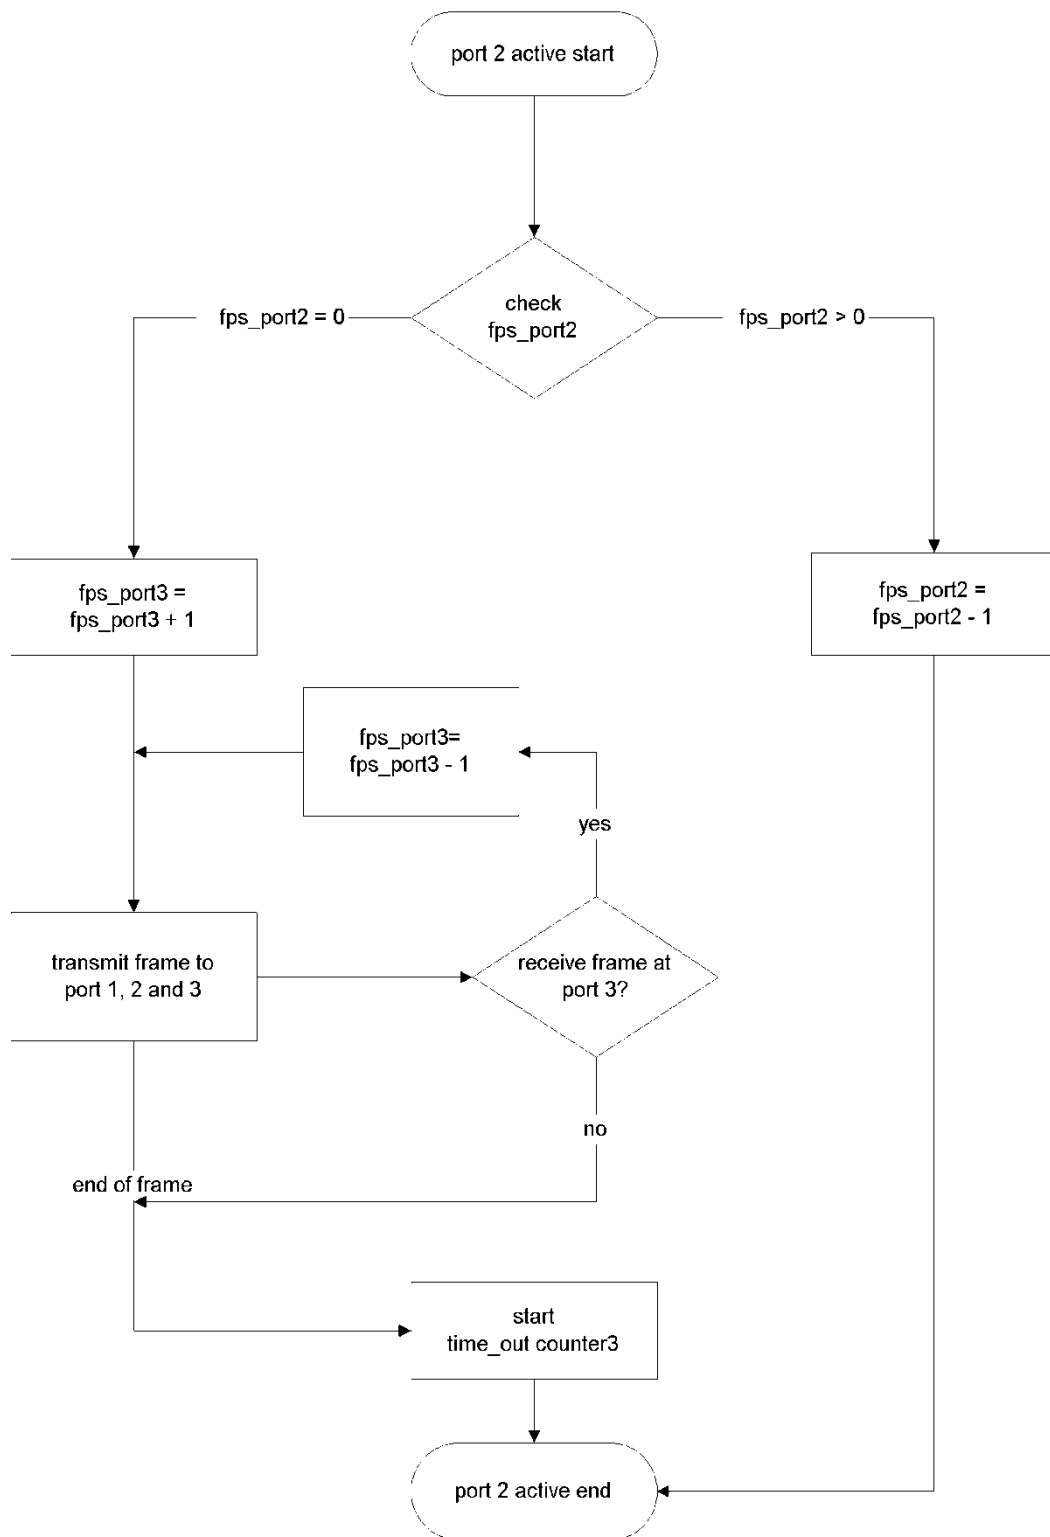 port 2 active start
check
fps_port2
fps_port2 = 0
fps_port2 > 0
fps_port3 =
fps_port3 + 1
fps_port2 =
fps_port2 - 1
fps_port3=
fps_port3 - 1
yes
transmit frame to
port 1, 2 and 3
receive frame at
port 3?
no
end of frame
start
time_out counter3
port 2 active end